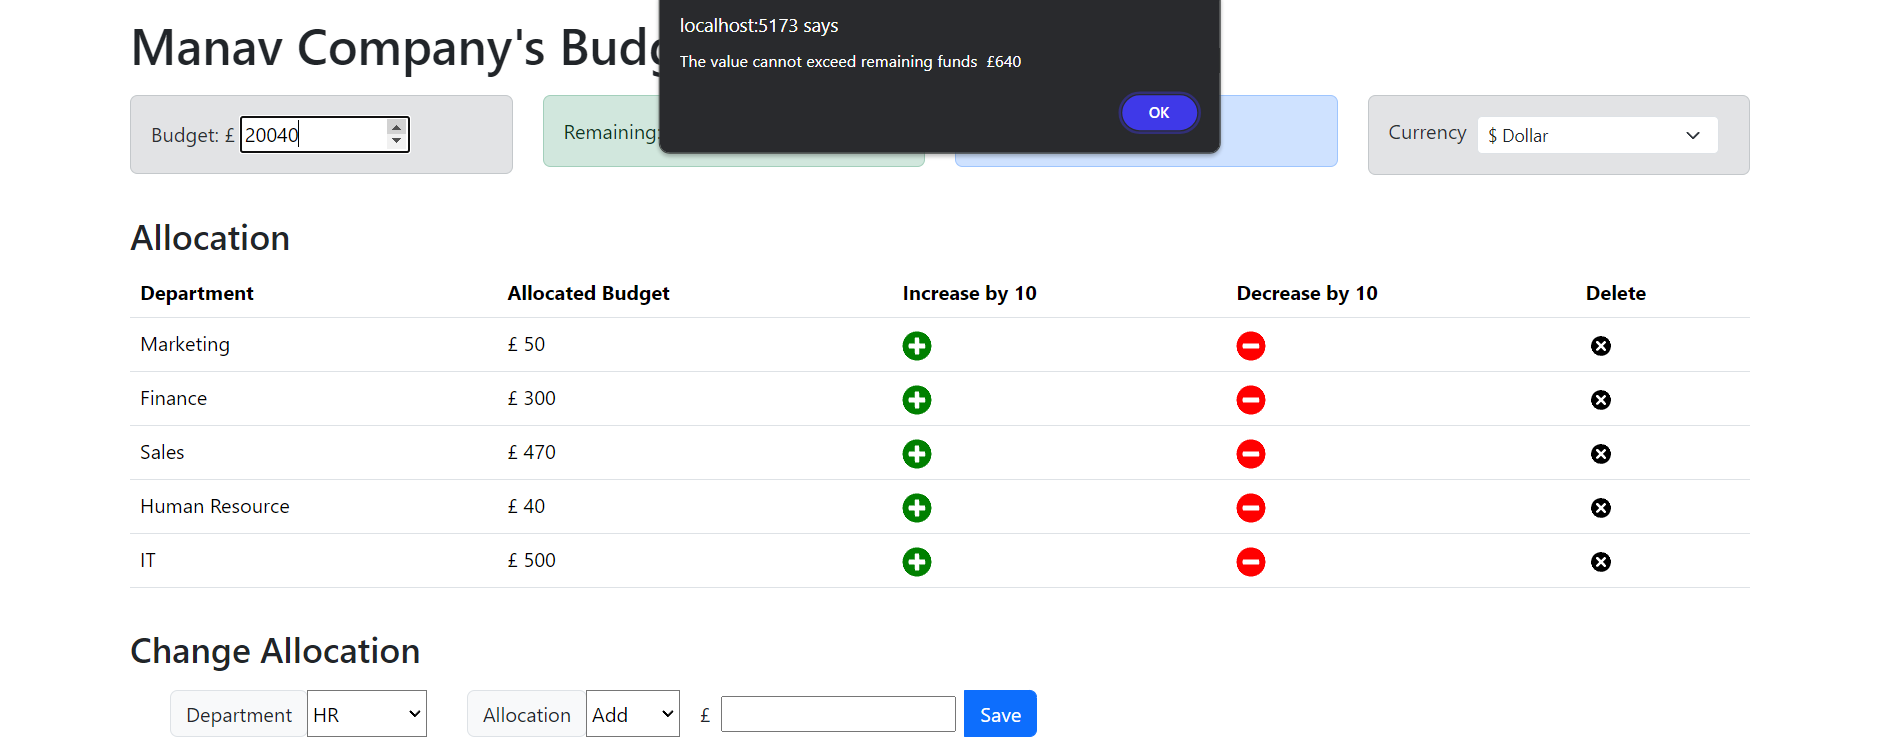 Manav Company's Budg
localhost:5173 says
The value cannot exceed remaining funds £640
OK
Budget: £ 20040
Remaining:
Currency $ Dollar
Allocation
Department Allocated Budget Increase by 10 Decrease by 10 Delete
Marketing £ 50
Finance £ 300
Sales £ 470
Human Resource £ 40
IT £ 500
Change Allocation
Department HR Allocation Add £ Save